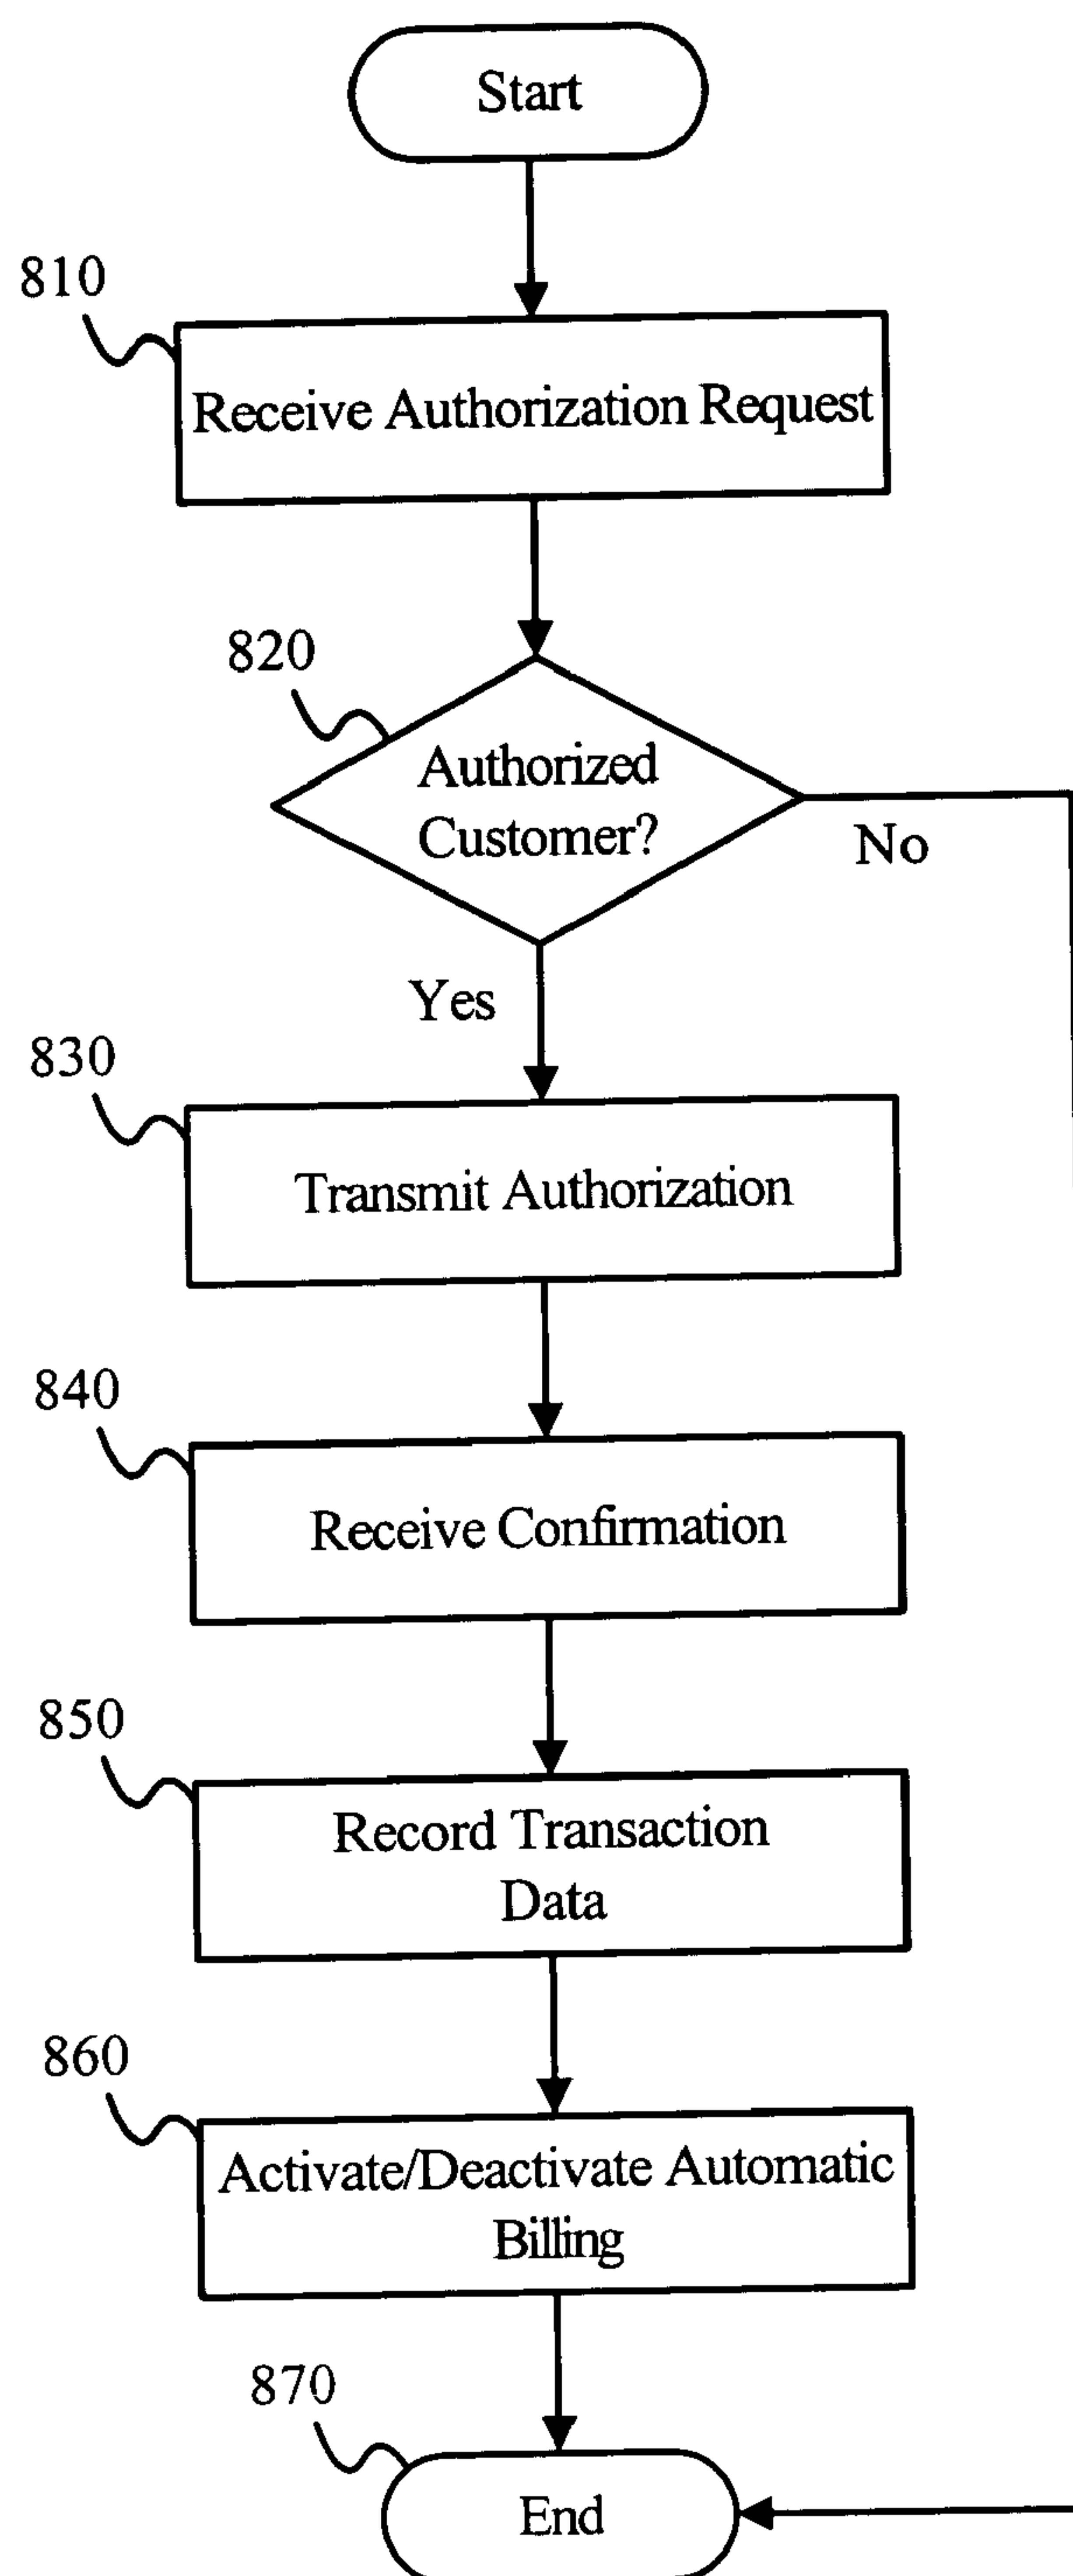 Start
810
Receive Authorization Request
820
Authorized
Customer?
No
Yes
830
Transmit Authorization
840
Receive Confirmation
850
Record Transaction
Data
860
Activate/Deactivate Automatic
Billing
870
End